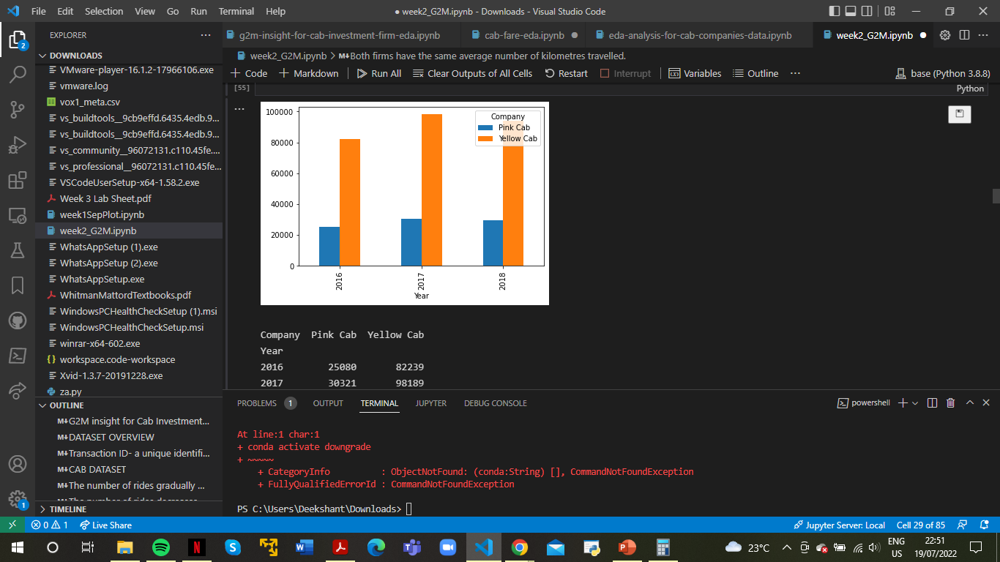 File Edit Selection View Go Run Terminal Help
● week2_G2M.ipynb - Downloads - Visual Studio Code
EXPLORER
DOWNLOADS
VMware-player-16.1.2-17966106.exe
vmware.log
vox1_meta.csv
vs_buildtools__9cb9effd.6435.4edb.9...
vs_buildtools__9cb9effd.6435.4edb.9...
vs_community__96072131.c110.45fe...
vs_professional__96072131.c110.45fe...
VSCodeUserSetup-x64-1.58.2.exe
Week 3 Lab Sheet.pdf
week1SepPlot.ipynb
week2_G2M.ipynb
WhatsAppSetup (1).exe
WhatsAppSetup (2).exe
WhatsAppSetup.exe
WhitmanMattordTextbooks.pdf
WindowsPCHealthCheckSetup (1).msi
WindowsPCHealthCheckSetup.msi
winrar-x64-602.exe
workspace.code-workspace
Xvid-1.3.7-20191228.exe
za.py
OUTLINE
G2M insight for Cab Investment...
DATASET OVERVIEW
Transaction ID- a unique identifi...
CAB DATASET
The number of rides gradually ...
TIMELINE
g2m-insight-for-cab-investment-firm-eda.ipynb cab-fare-eda.ipynb ● eda-analysis-for-cab-companies-data.ipynb week2_G2M.ipynb ●
week2_G2M.ipynb > M↓Both firms have the same average number of kilometres travelled.
+ Code + Markdown Run All Clear Outputs of All Cells Restart Interrupt Variables Outline ... base (Python 3.8.8)
[55] Python
100000
80000
60000
40000
20000
0
Company
Pink Cab
Yellow Cab
2016 2017 2018
Year
Company Pink Cab Yellow Cab
Year
2016 25080 82239
2017 30321 98189
PROBLEMS 1 OUTPUT TERMINAL JUPYTER DEBUG CONSOLE powershell
At line:1 char:1
+ conda activate downgrade
+ ~~~~~
+ CategoryInfo : ObjectNotFound: (conda:String) [], CommandNotFoundException
+ FullyQualifiedErrorId : CommandNotFoundException
PS C:\Users\Deekshant\Downloads>
0 1 Live Share Jupyter Server: Local Cell 29 of 85
23°C ENG US 22:51 19/07/2022